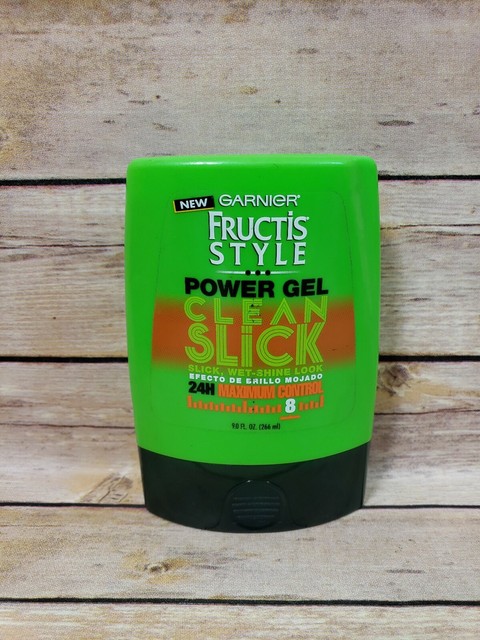 NEW GARNIER
FRUCTIS
STYLE
POWER GEL
CLEAN
SLICK
SLICK, WET-SHINE LOOK
EFECTO DE BRILLO MOJADO
24H MAXIMUM CONTROL
8
9.0 FL. OZ. (266 ml)